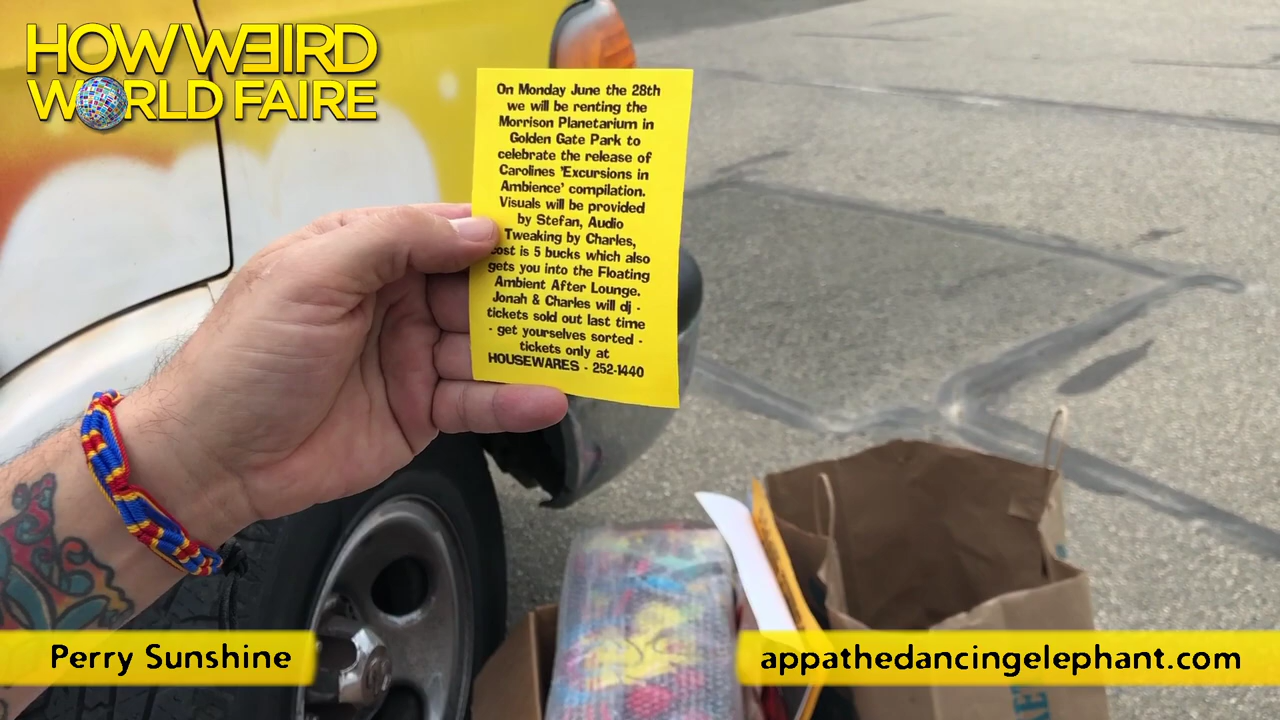 HOW WEIRD
WORLD FAIRE
On Monday June the 28th
we will be renting the
Morrison Planetarium in
Golden Gate Park to
celebrate the release of
Carolines 'Excursions in
Ambience' compilation.
Visuals will be provided
by Stefan, Audio
Tweaking by Charles,
cost is 5 bucks which also
gets you into the Floating
Ambient After Lounge.
Jonah & Charles will dj -
tickets sold out last time
- get yourselves sorted -
tickets only at
HOUSEWARES - 252-1440
Perry Sunshine
appathedancingelephant.com